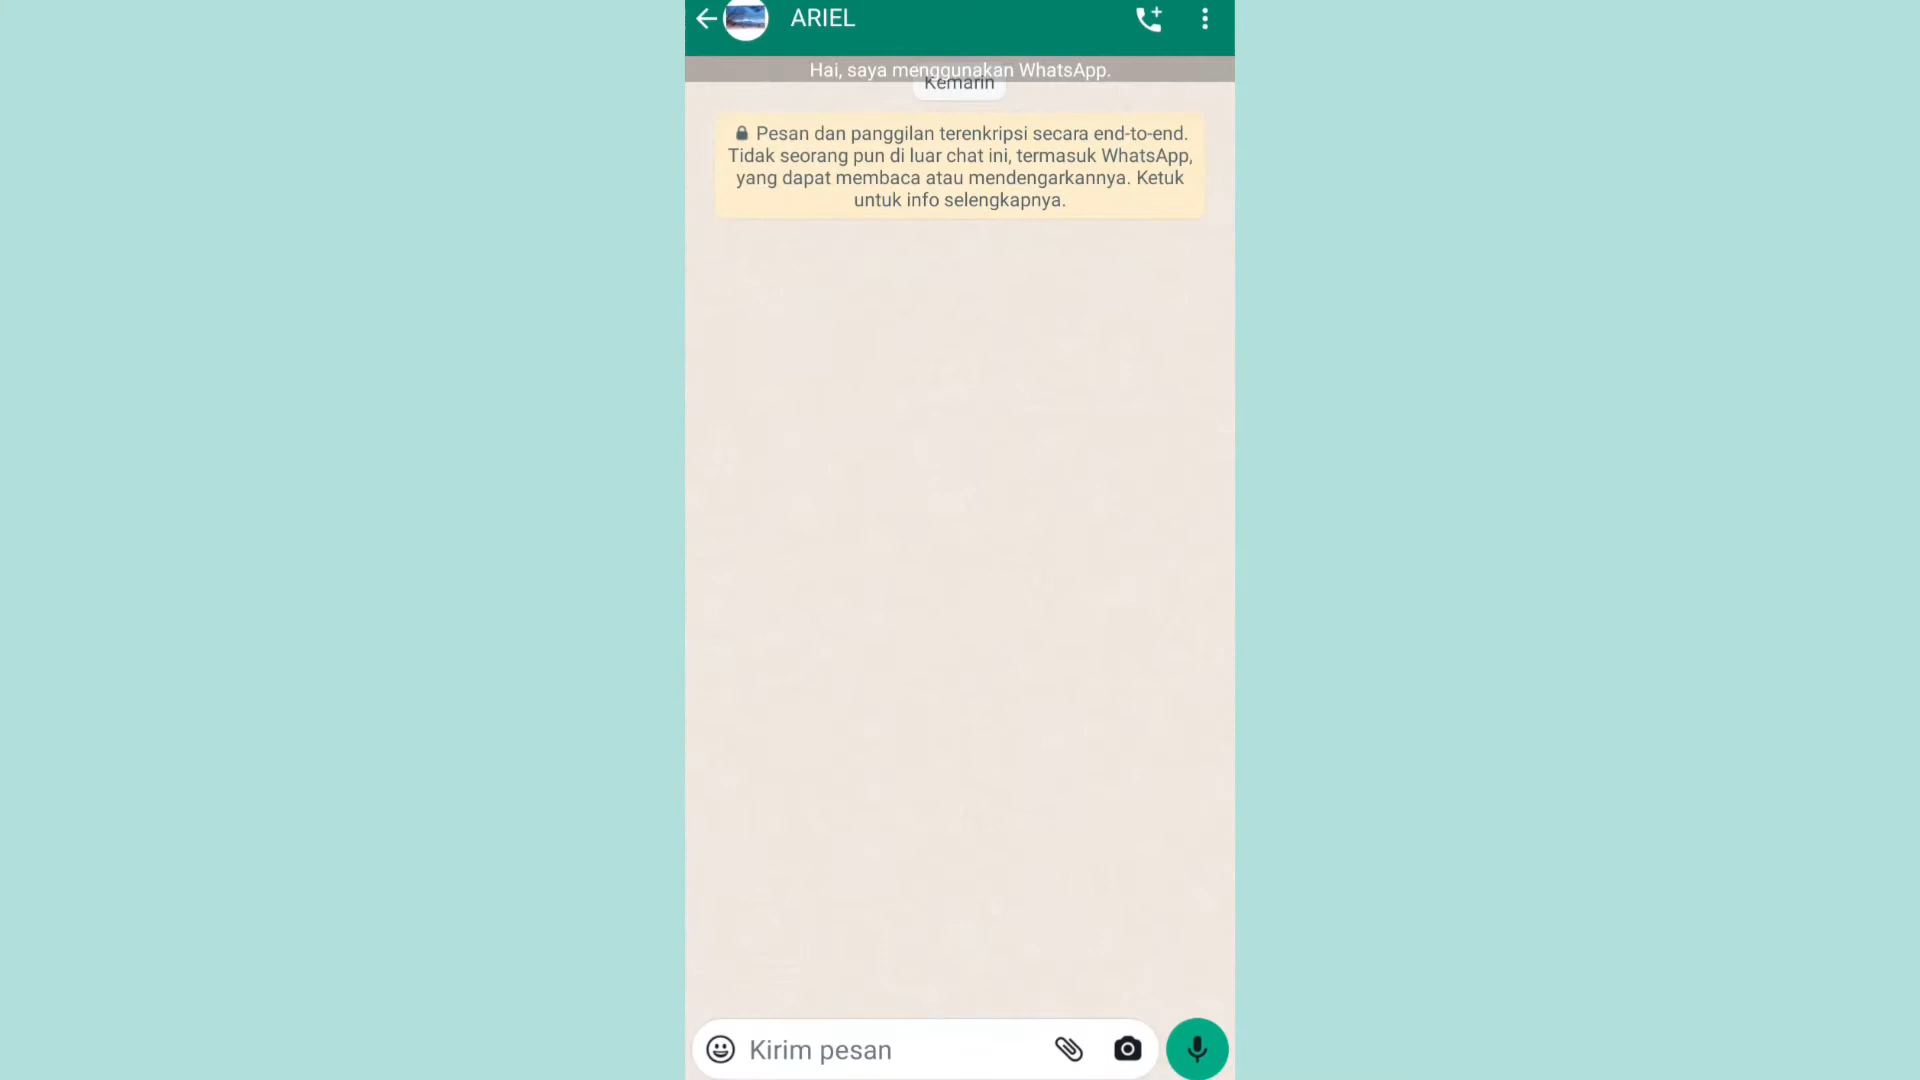 ARIEL
Hai, saya menggunakan WhatsApp.
Kemarin
Pesan dan panggilan terenkripsi secara end-to-end.
Tidak seorang pun di luar chat ini, termasuk WhatsApp,
yang dapat membaca atau mendengarkannya. Ketuk
untuk info selengkapnya.
Kirim pesan